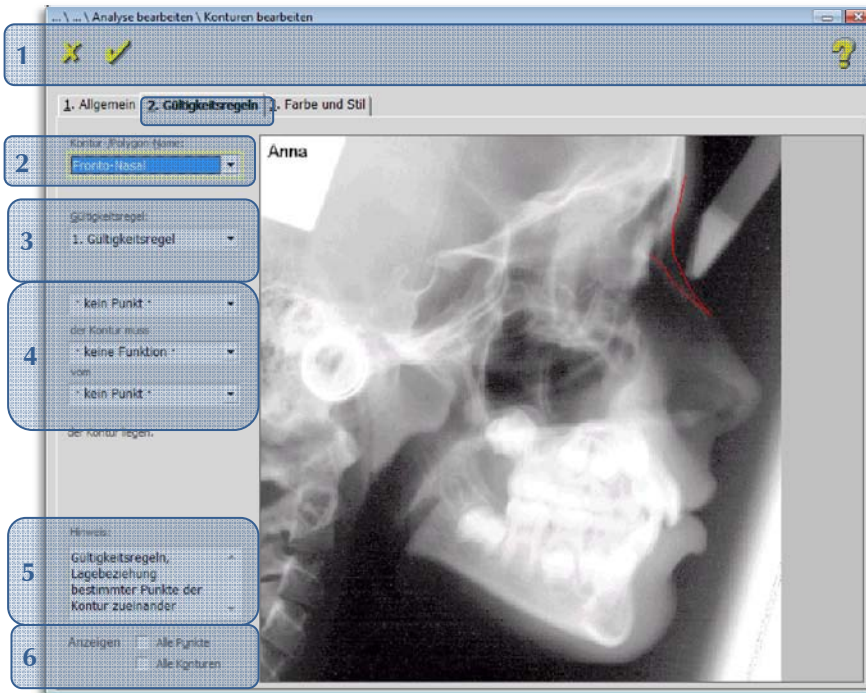 ... \ ... \ Analyse bearbeiten \ Konturen bearbeiten
1
?
1. Allgemein 2. Gültigkeitsregeln 3. Farbe und Stil
2
Kontur-/Polygon-Name:
Fronto-Nasal
Anna
3
Gültigkeitsregel:
1. Gültigkeitsregel
4
* kein Punkt *
der Kontur muss
* keine Funktion *
vom
* kein Punkt *
der Kontur liegen.
5
Hinweis:
Gültigkeitsregeln,
Lagebeziehung
bestimmter Punkte der
Kontur zueinander
6
Anzeigen Alle Punkte
Alle Konturen